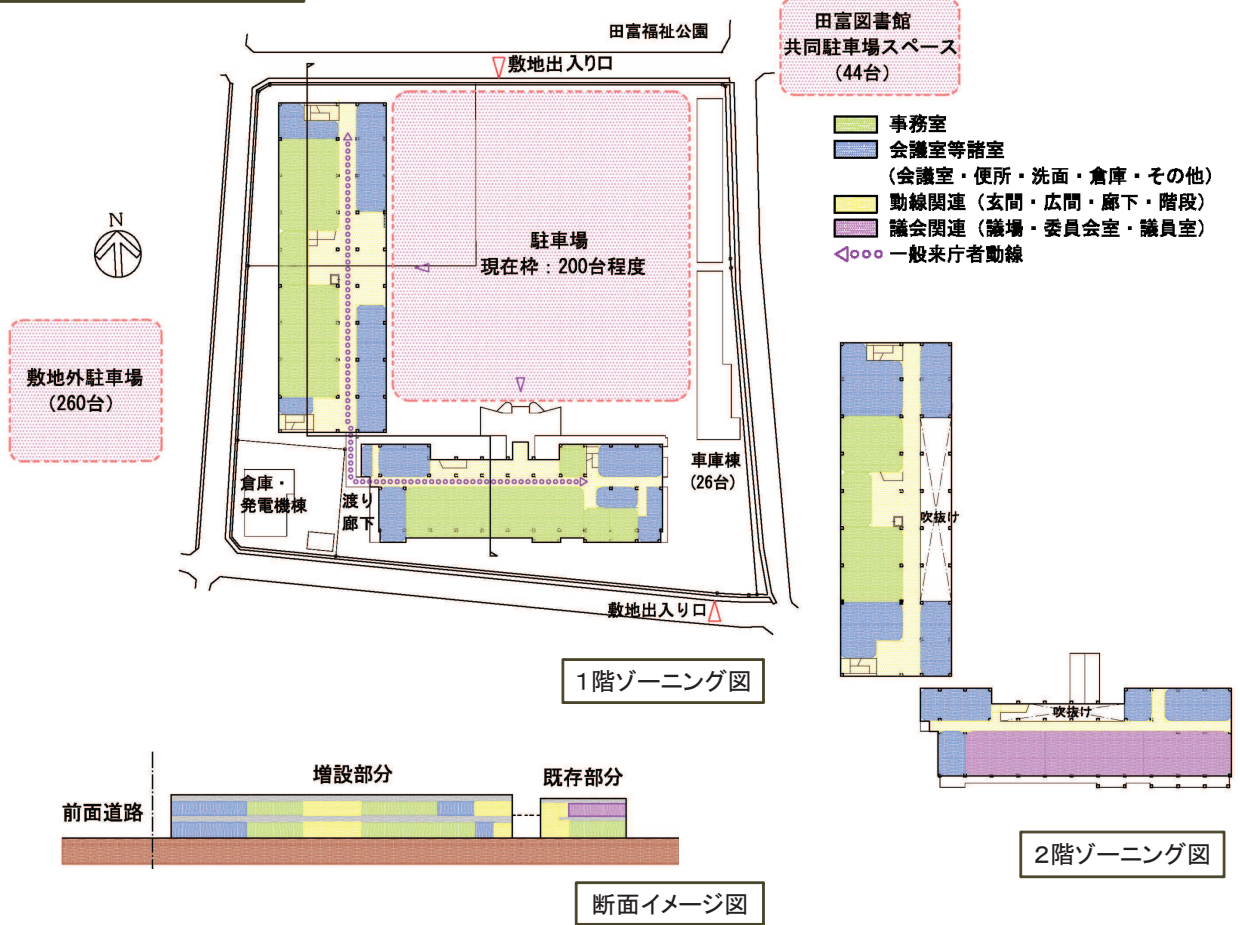 田富福祉公園
敷地出入り口
田富図書館
共同駐車場スペース
(44台)
事務室
会議室等諸室
(会議室・便所・洗面・倉庫・その他)
動線関連(玄関・広間・廊下・階段)
議会関連(議場・委員会室・議員室)
一般来庁者動線
N
駐車場
現在枠：200台程度
敷地外駐車場
(260台)
倉庫・
発電機棟
渡り
廊下
車庫棟
(26台)
敷地出入り口
1階ゾーニング図
吹抜け
吹抜け
2階ゾーニング図
増設部分
既存部分
前面道路
断面イメージ図